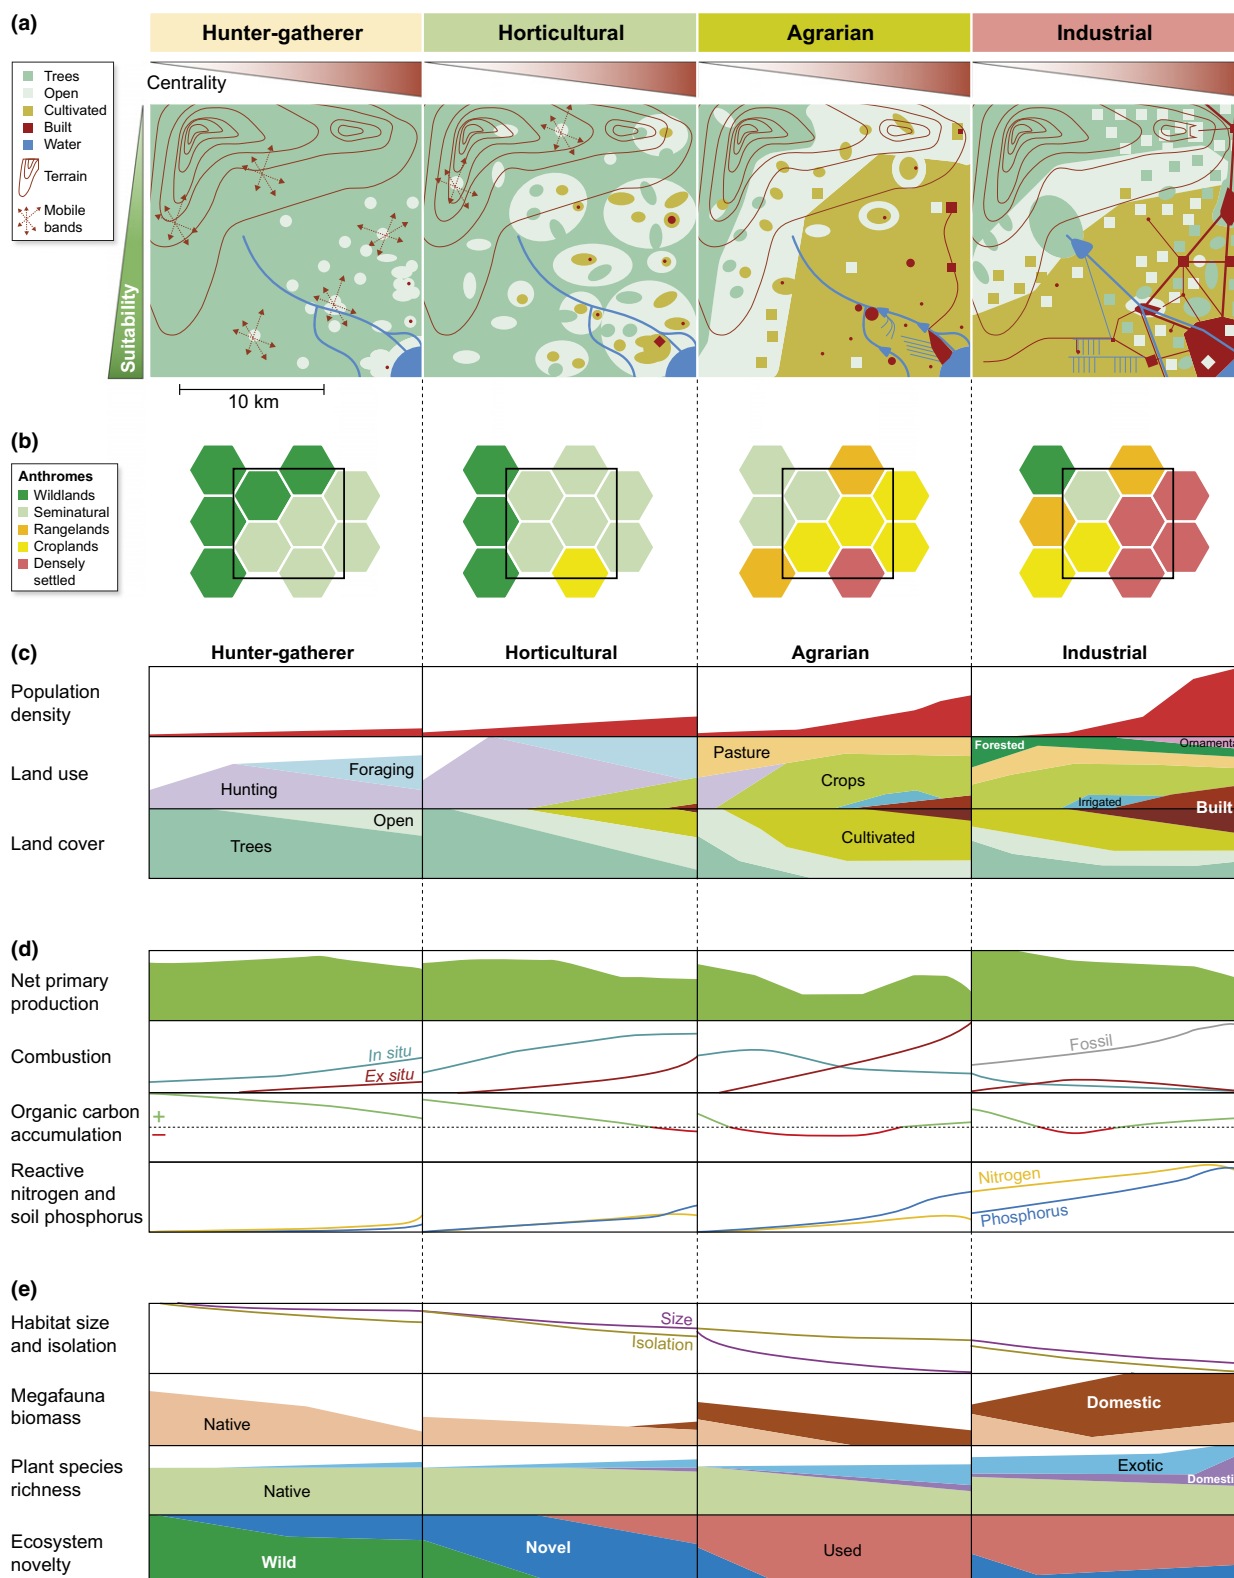 (a)
Hunter-gatherer
Horticultural
Agrarian
Industrial
Centrality
Trees
Open
Cultivated
Built
Water
Terrain
Mobile
bands
Suitability
10 km
(b)
Anthromes
Wildlands
Seminatural
Rangelands
Croplands
Densely
settled
(c)
Hunter-gatherer
Horticultural
Agrarian
Industrial
Population
density
Land use
Hunting
Foraging
Pasture
Crops
Irrigated
Forested
Ornamenta
Built
Land cover
Trees
Open
Cultivated
(d)
Net primary
production
Combustion
In situ
Ex situ
Fossil
Organic carbon
accumulation
+
−
Reactive
nitrogen and
soil phosphorus
Nitrogen
Phosphorus
(e)
Habitat size
and isolation
Size
Isolation
Megafauna
biomass
Native
Domestic
Plant species
richness
Native
Exotic
Domesti
Ecosystem
novelty
Wild
Novel
Used